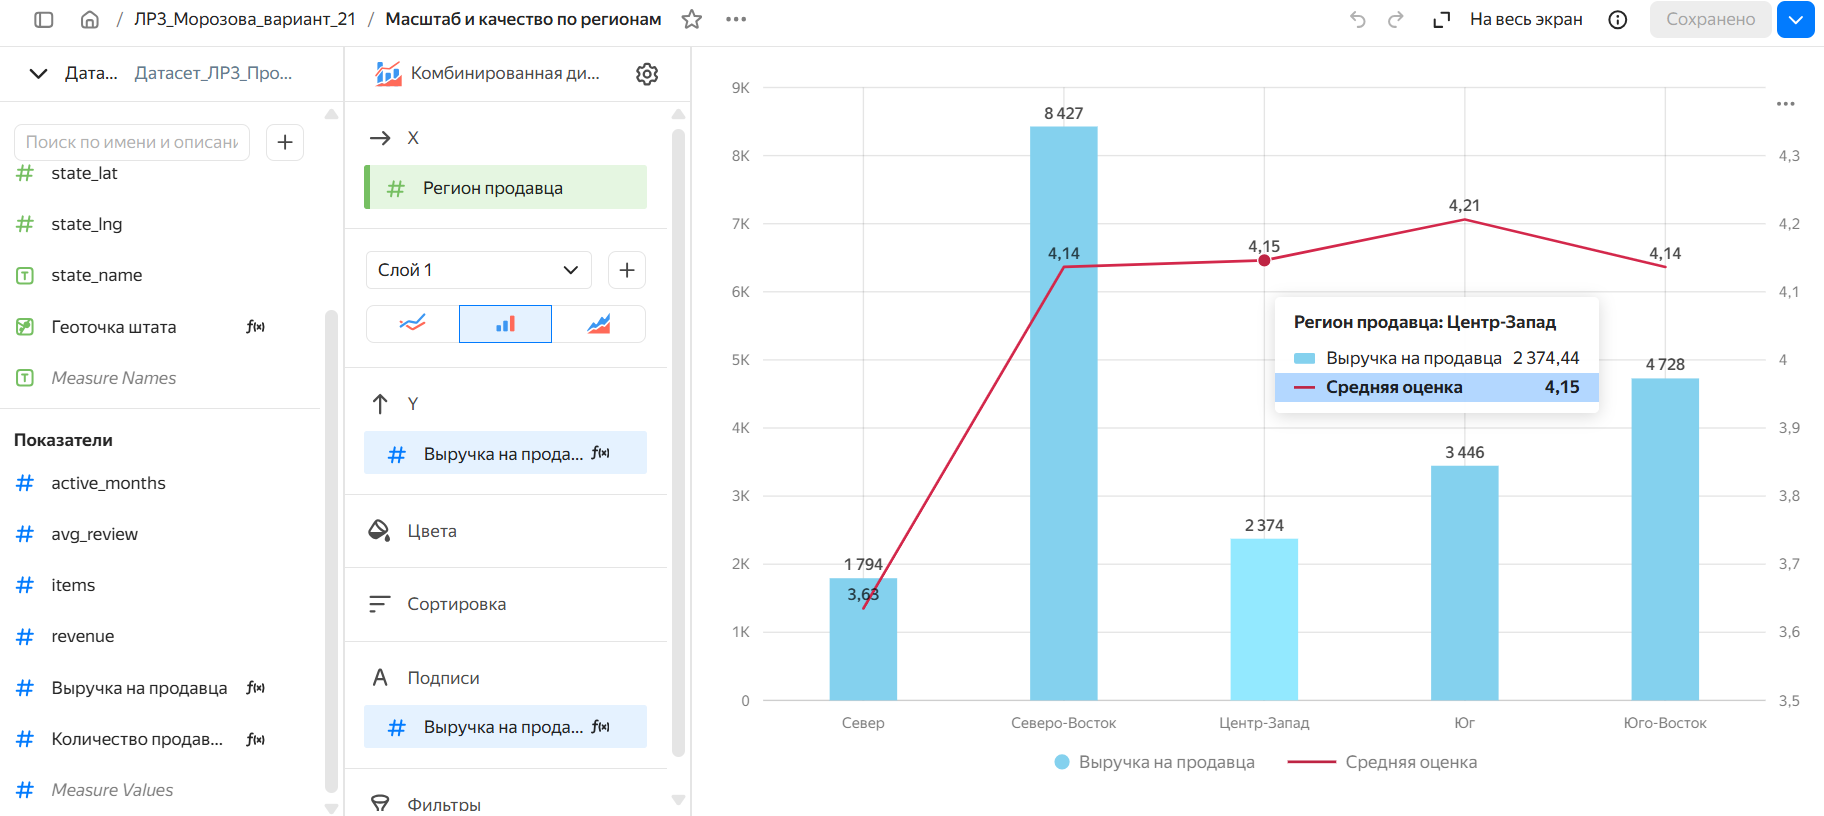 / ЛР3_Морозова_вариант_21 / Масштаб и качество по регионам
На весь экран
Сохранено
Дата... Датасет_ЛР3_Про...
Поиск по имени и описани
state_lat
state_lng
state_name
Геоточка штата f(x)
Measure Names
Показатели
active_months
avg_review
items
revenue
Выручка на продавца f(x)
Количество продав... f(x)
Measure Values
Комбинированная ди...
X
Регион продавца
Слой 1
Y
Выручка на прода... f(x)
Цвета
Сортировка
Подписи
Выручка на прода... f(x)
Фильтры
9K
8K
7K
6K
5K
4K
3K
2K
1K
0
4,3
4,2
4,1
4
3,9
3,8
3,7
3,6
3,5
1 794
3,63
8 427
4,14
4,15
2 374
4,21
3 446
4,14
4 728
Регион продавца: Центр-Запад
Выручка на продавца 2 374,44
Средняя оценка 4,15
Север
Северо-Восток
Центр-Запад
Юг
Юго-Восток
Выручка на продавца
Средняя оценка